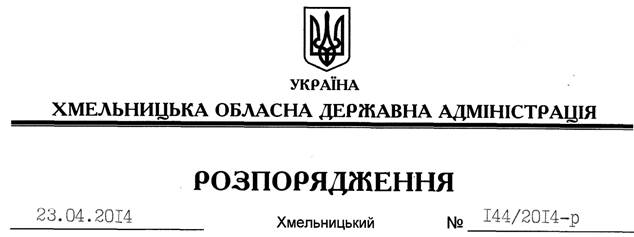 УКРАЇНА
ХМЕЛЬНИЦЬКА ОБЛАСНА ДЕРЖАВНА АДМІНІСТРАЦІЯ
РОЗПОРЯДЖЕННЯ
23.04.2014 Хмельницький № 144/2014-р